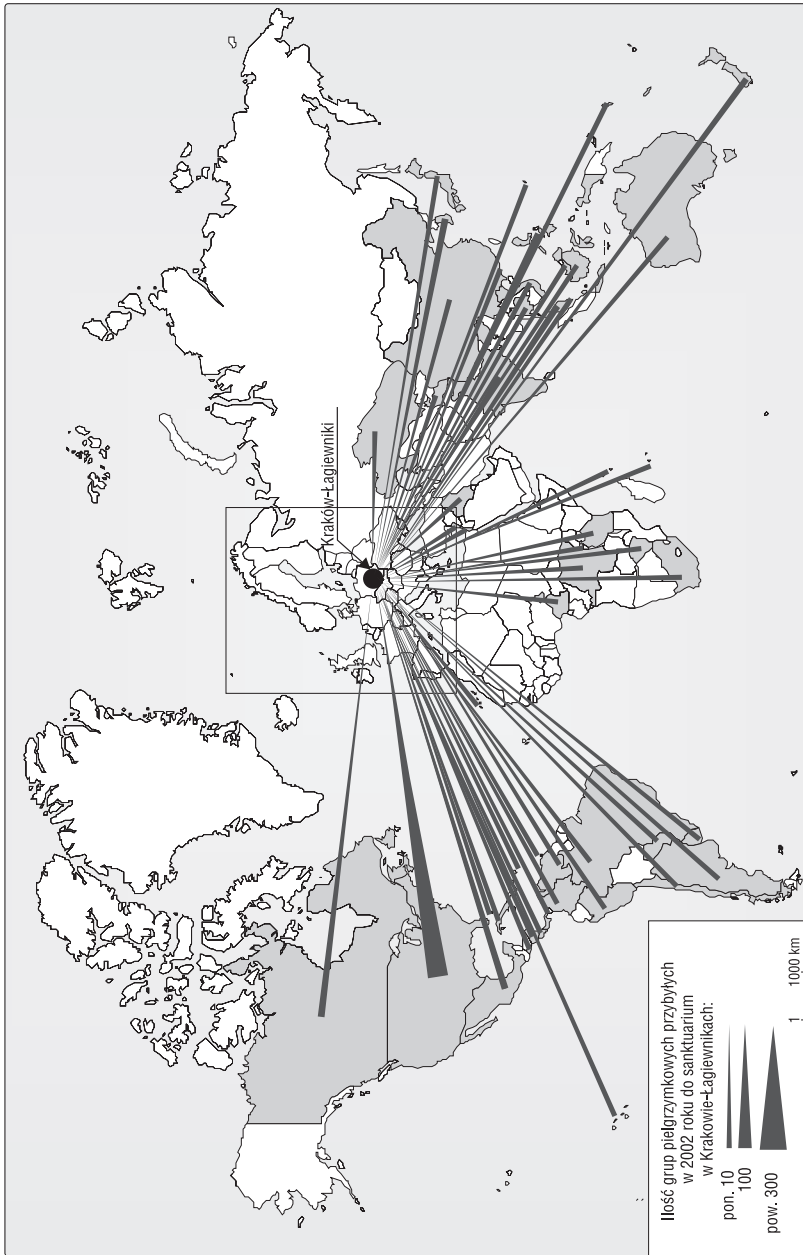 Kraków-Łagiewniki
Ilość grup pielgrzymkowych przybyłych
w 2002 roku do sanktuarium
w Krakowie-Łagiewnikach:
pon. 10
100
pow. 300
1 1000 km